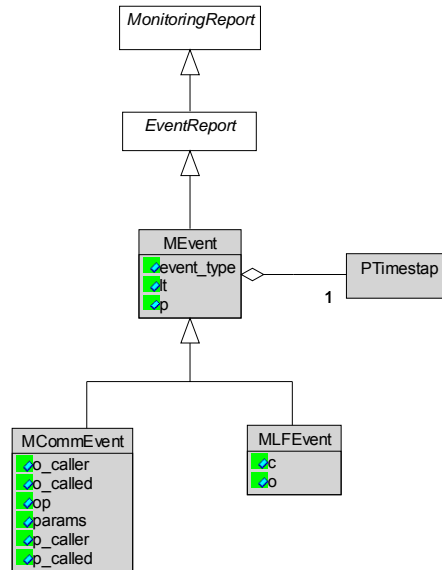 MonitoringReport
EventReport
MEvent
event_type
lt
p
PTimestap
1
MCommEvent
o_caller
o_called
op
params
p_caller
p_called
MLFEvent
c
o